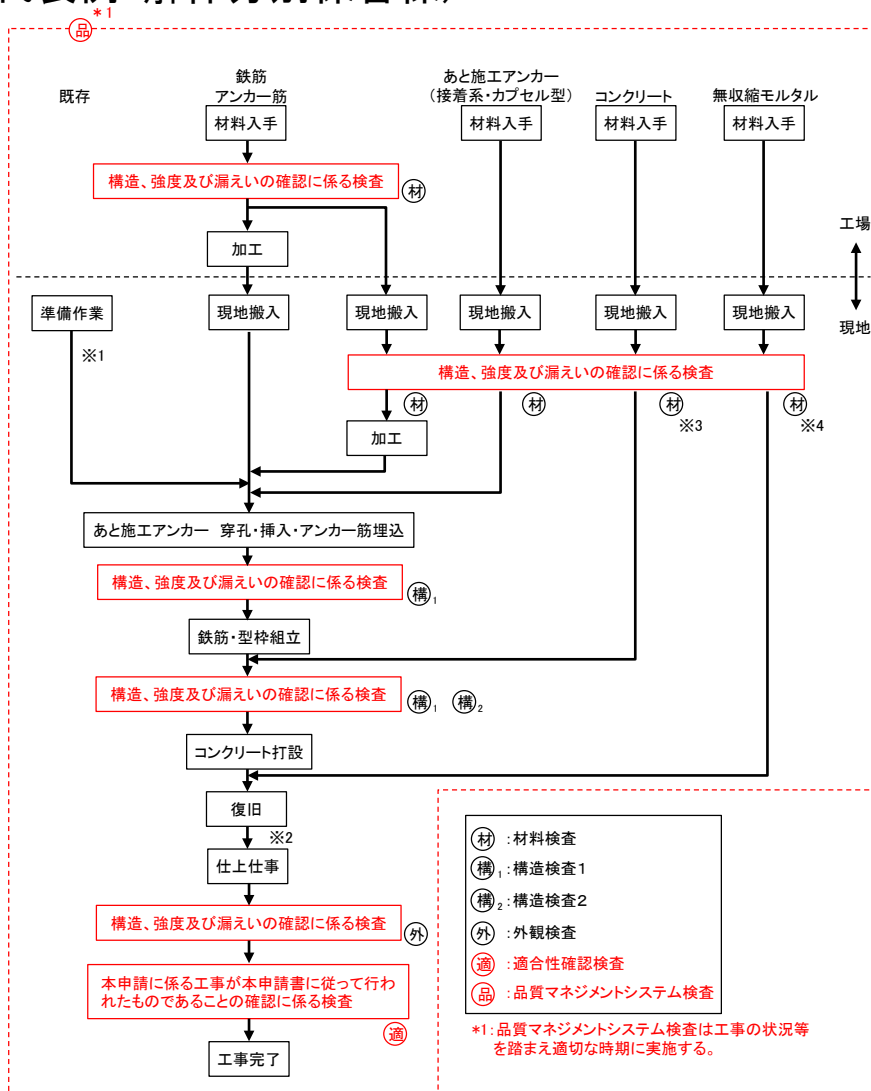 *1
品
既存
鉄筋
アンカー筋
あと施工アンカー
(接着系・カプセル型)
コンクリート
無収縮モルタル
材料入手
材料入手
材料入手
材料入手
構造、強度及び漏えいの確認に係る検査
材
加工
工場
現地
準備作業
※1
現地搬入
現地搬入
現地搬入
現地搬入
現地搬入
構造、強度及び漏えいの確認に係る検査
材
材
材
※3
材
※4
加工
あと施工アンカー 穿孔・挿入・アンカー筋埋込
構造、強度及び漏えいの確認に係る検査
構1
鉄筋・型枠組立
構造、強度及び漏えいの確認に係る検査
構1 構2
コンクリート打設
復旧
※2
仕上仕事
構造、強度及び漏えいの確認に係る検査
外
本申請に係る工事が本申請書に従って行わ
れたものであることの確認に係る検査
適
工事完了
材 :材料検査
構1:構造検査1
構2:構造検査2
外 :外観検査
適 :適合性確認検査
品 :品質マネジメントシステム検査
*1:品質マネジメントシステム検査は工事の状況等
を踏まえ適切な時期に実施する。